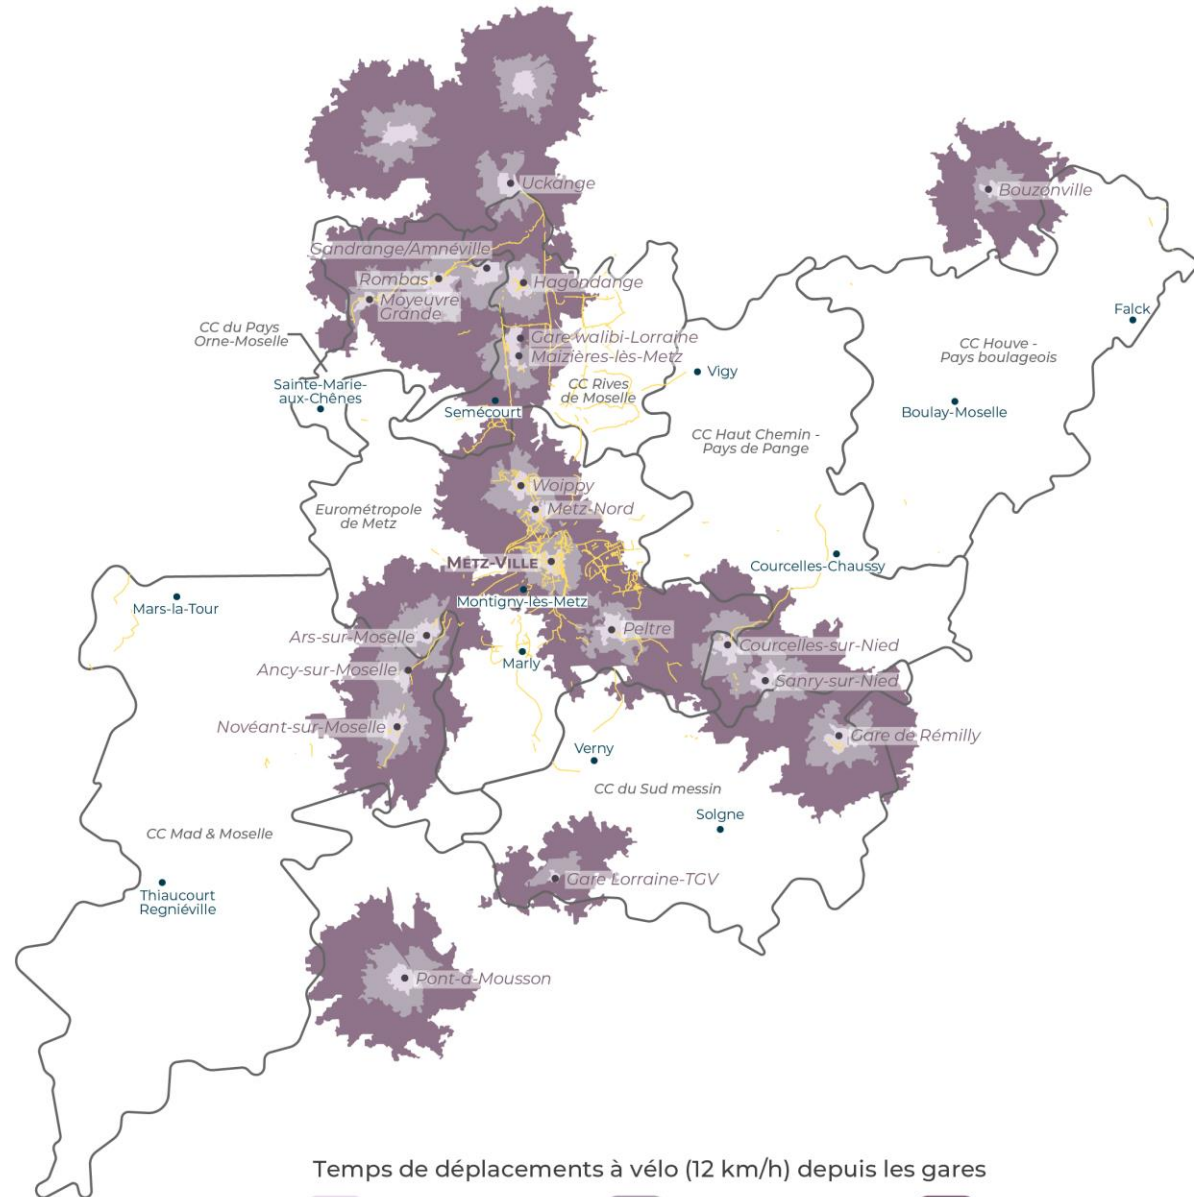 Uckange
Bouzonville
Gandrange/Amnéville
Rombas
Hagondange
Moyeuvre
Grande
Falck
CC du Pays
Orne-Moselle
Gare walibi-Lorraine
Maizières-lès-Metz
CC Houve -
Pays boulageois
Sainte-Marie-
aux-Chênes
CC Rives
de Moselle
Vigy
Semécourt
Boulay-Moselle
CC Haut Chemin -
Pays de Pange
Woippy
Eurométropole
de Metz
Metz-Nord
METZ-VILLE
Courcelles-Chaussy
Mars-la-Tour
Montigny-lès-Metz
Ars-sur-Moselle
Peltre
Courcelles-sur-Nied
Marly
Ancy-sur-Moselle
Sanry-sur-Nied
Novéant-sur-Moselle
Gare de Rémilly
Verny
CC du Sud messin
Solgne
CC Mad & Moselle
Gare Lorraine-TGV
Thiaucourt
Regniéville
Pont-à-Mousson
Temps de déplacements à vélo (12 km/h) depuis les gares